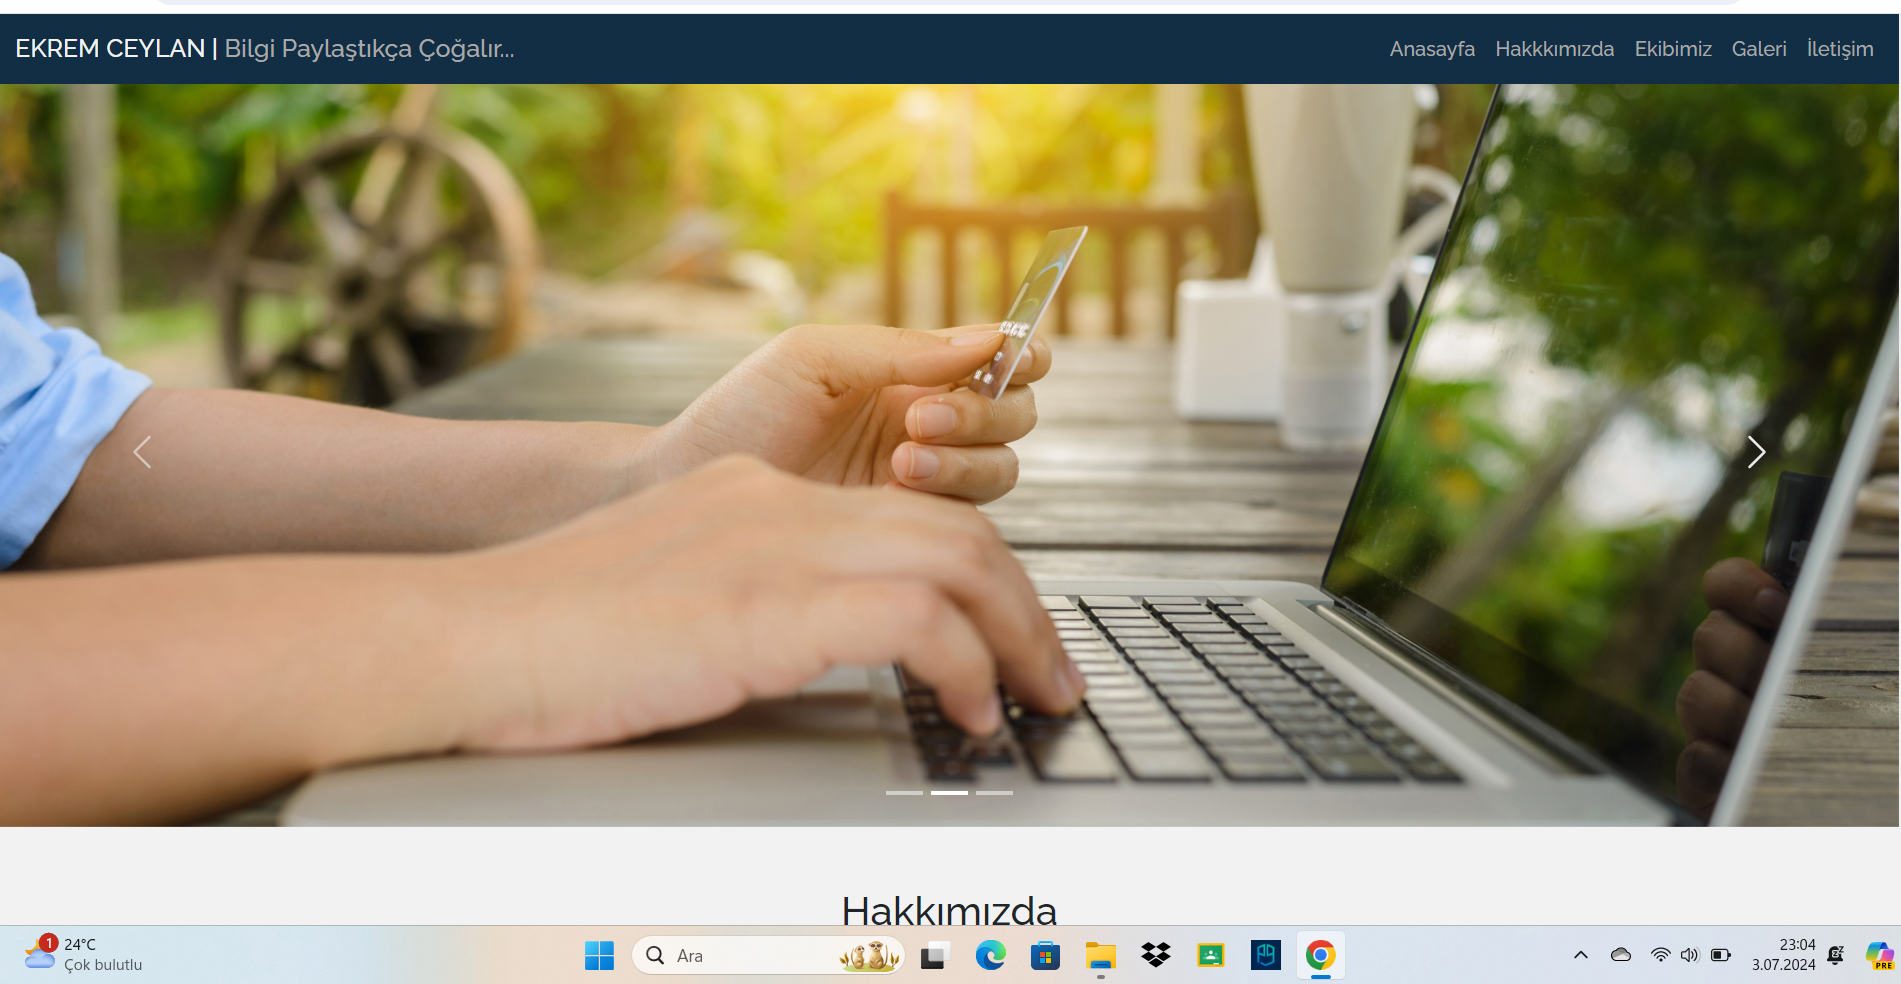 EKREM CEYLAN | Bilgi Paylaştıkça Çoğalır...
Anasayfa Hakkkımızda Ekibimiz Galeri İletişim
Hakkımızda
1
24°C
Çok bulutlu
Ara
23:04
3.07.2024
PRE